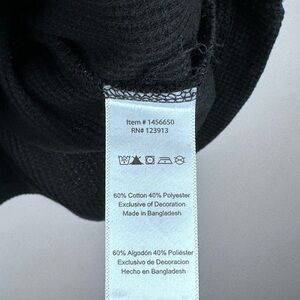 Item # 1456650
RN# 123913
60% Cotton 40% Polyester
Exclusive of Decoration
Made in Bangladesh
60% Algodón 40% Poliéster
Exclusivo de Decoracion
Hecho en Bangladesh